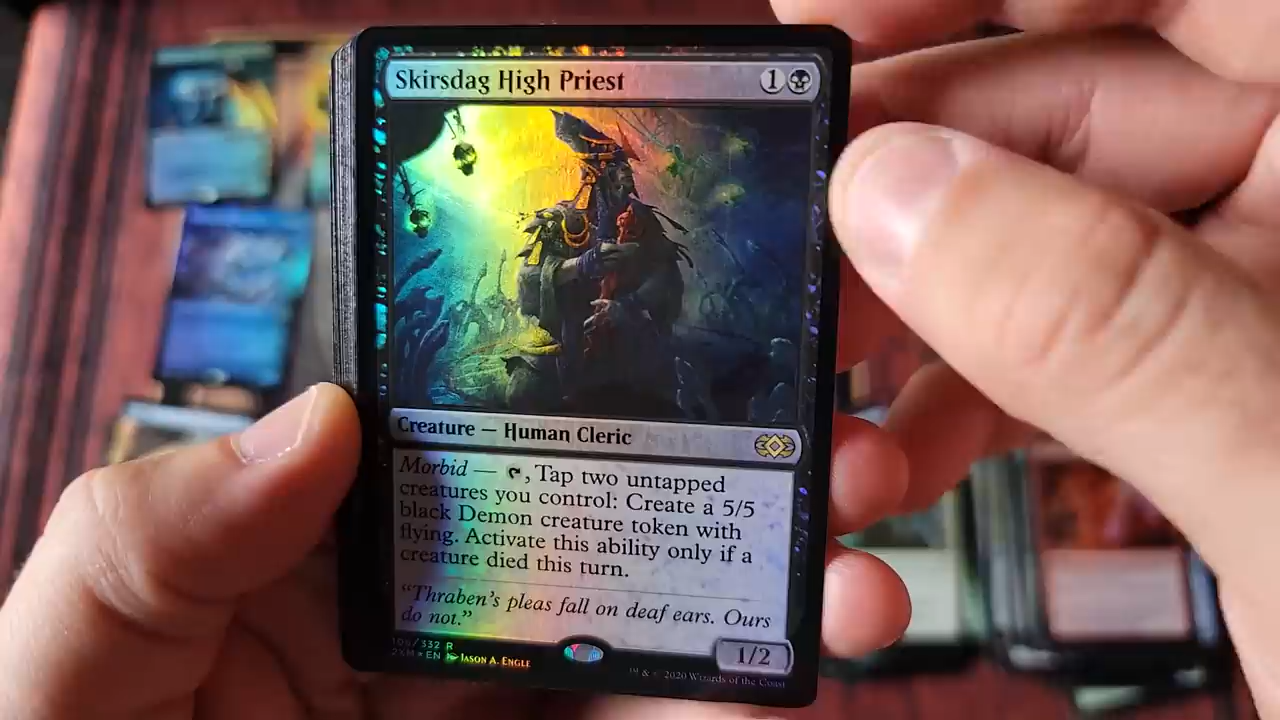 Skirsdag High Priest 1
Creature — Human Cleric
Morbid — , Tap two untapped
creatures you control: Create a 5/5
black Demon creature token with
flying. Activate this ability only if a
creature died this turn.
"Thraben's pleas fall on deaf ears. Ours
do not."
/332 R
2XM ★ EN Jason A. Engle
1/2
™ & © 2020 Wizards of the Coast